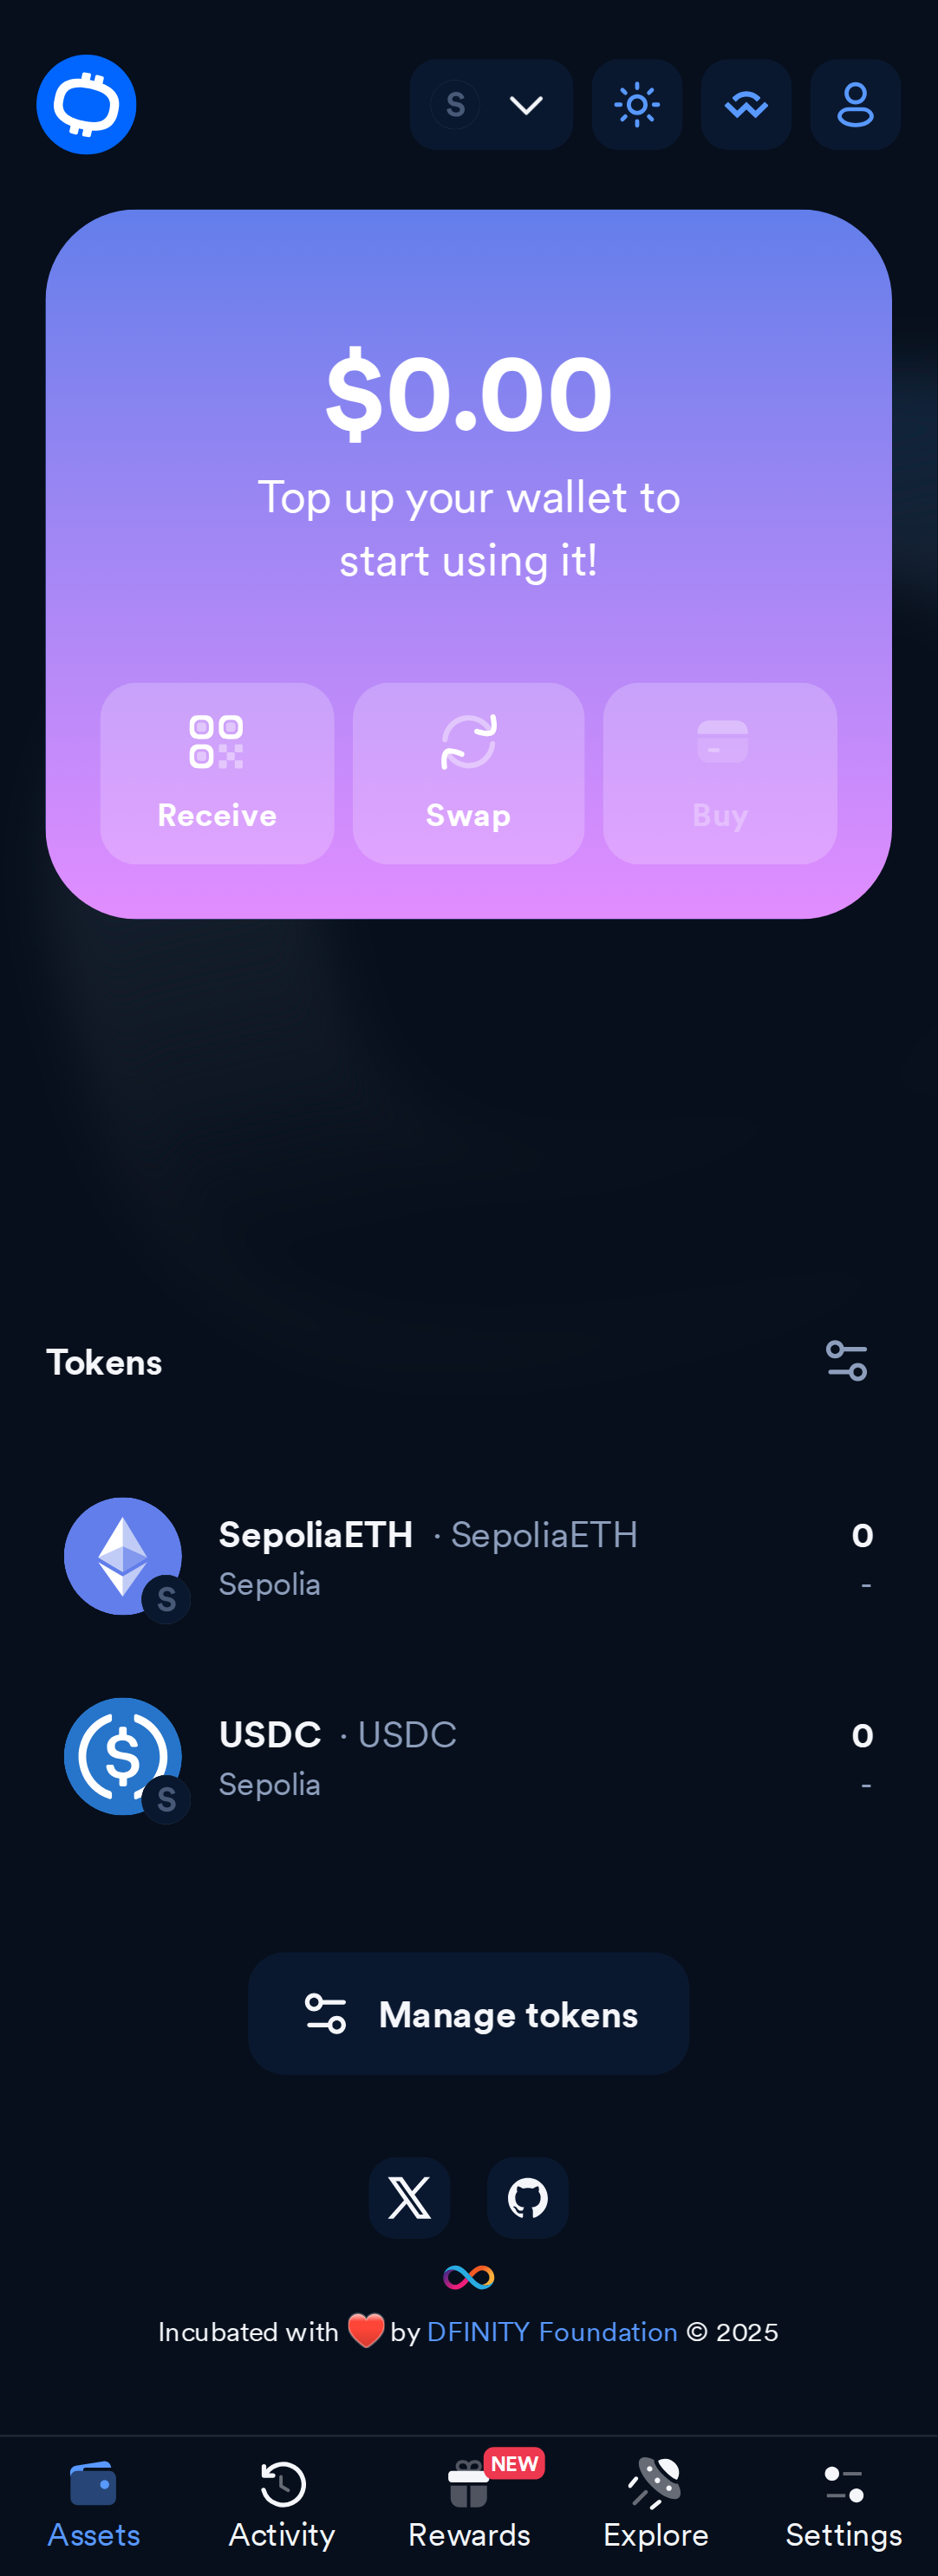 S
$0.00
Top up your wallet to
start using it!
Receive
Swap
Buy
Tokens
SepoliaETH · SepoliaETH
0
Sepolia
-
S
USDC · USDC
0
Sepolia
-
S
Manage tokens
Incubated with ❤️ by DFINITY Foundation © 2025
NEW
Assets
Activity
Rewards
Explore
Settings